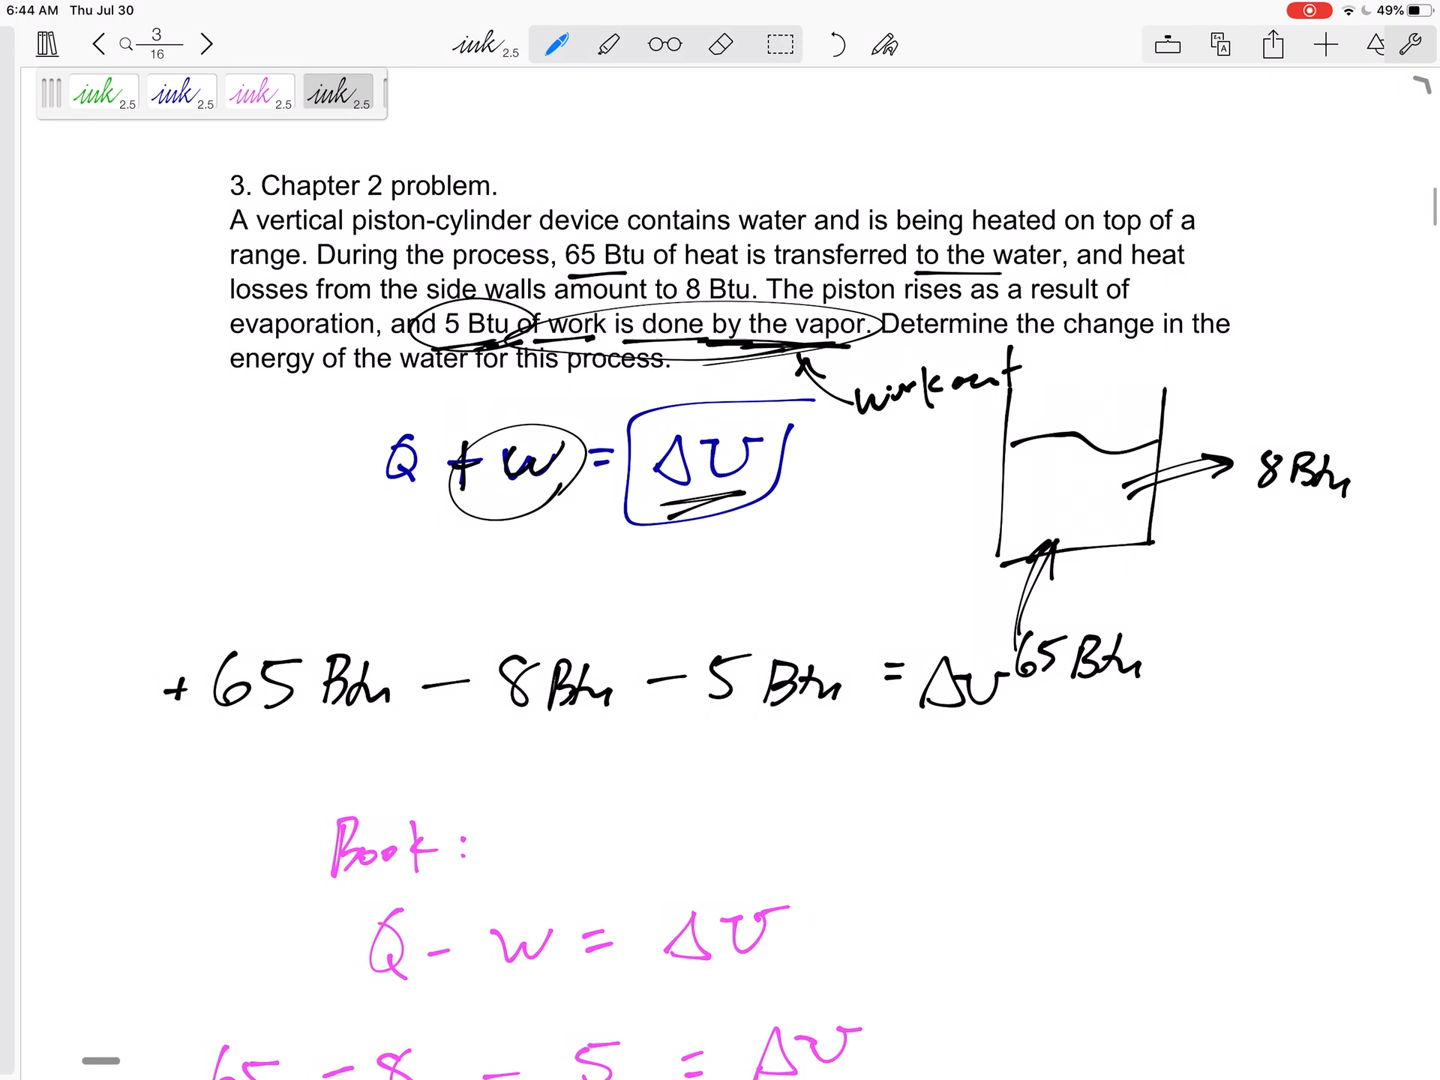 6:44 AM Thu Jul 30
49%
3
16
ink 2.5
ink 2.5 ink 2.5 ink 2.5 ink 2.5
3. Chapter 2 problem.
A vertical piston-cylinder device contains water and is being heated on top of a
range. During the process, 65 Btu of heat is transferred to the water, and heat
losses from the side walls amount to 8 Btu. The piston rises as a result of
evaporation, and 5 Btu of work is done by the vapor. Determine the change in the
energy of the water for this process.
Work out
Q + W = ΔU
8 Btu
65 Btu
+ 65 Btu – 8 Btu – 5 Btu = ΔU
Book:
Q - W = ΔU
65 - 8 - 5 = ΔU